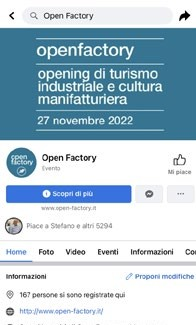 Open Factory
openfactory
opening di turismo
industriale e cultura
manifatturiera
27 novembre 2022
openfactory
Open Factory
Evento
Mi piace
Scopri di più
www.open-factory.it
Piace a Stefano e altri 5294
Home Foto Video Eventi Informazioni Co
Informazioni
Proponi modifiche
167 persone si sono registrate qui
http://www.open-factory.it/